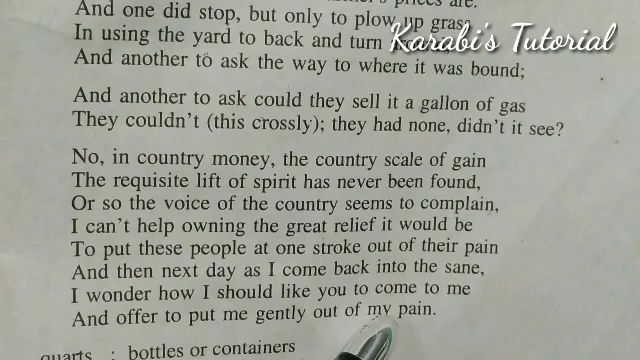 prices are.
And one did stop, but only to plow up grass
In using the yard to back and turn
Karabi's Tutorial
And another to ask the way to where it was bound;
And another to ask could they sell it a gallon of gas
They couldn't (this crossly); they had none, didn't it see?
No, in country money, the country scale of gain
The requisite lift of spirit has never been found,
Or so the voice of the country seems to complain,
I can't help owning the great relief it would be
To put these people at one stroke out of their pain
And then next day as I come back into the sane,
I wonder how I should like you to come to me
And offer to put me gently out of my pain.
quarts : bottles or containers